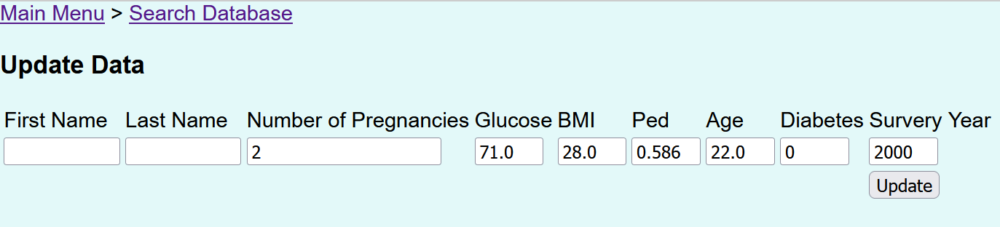 Main Menu > Search Database
Update Data
First Name Last Name Number of Pregnancies Glucose BMI Ped Age Diabetes Survery Year
2 71.0 28.0 0.586 22.0 0 2000
Update